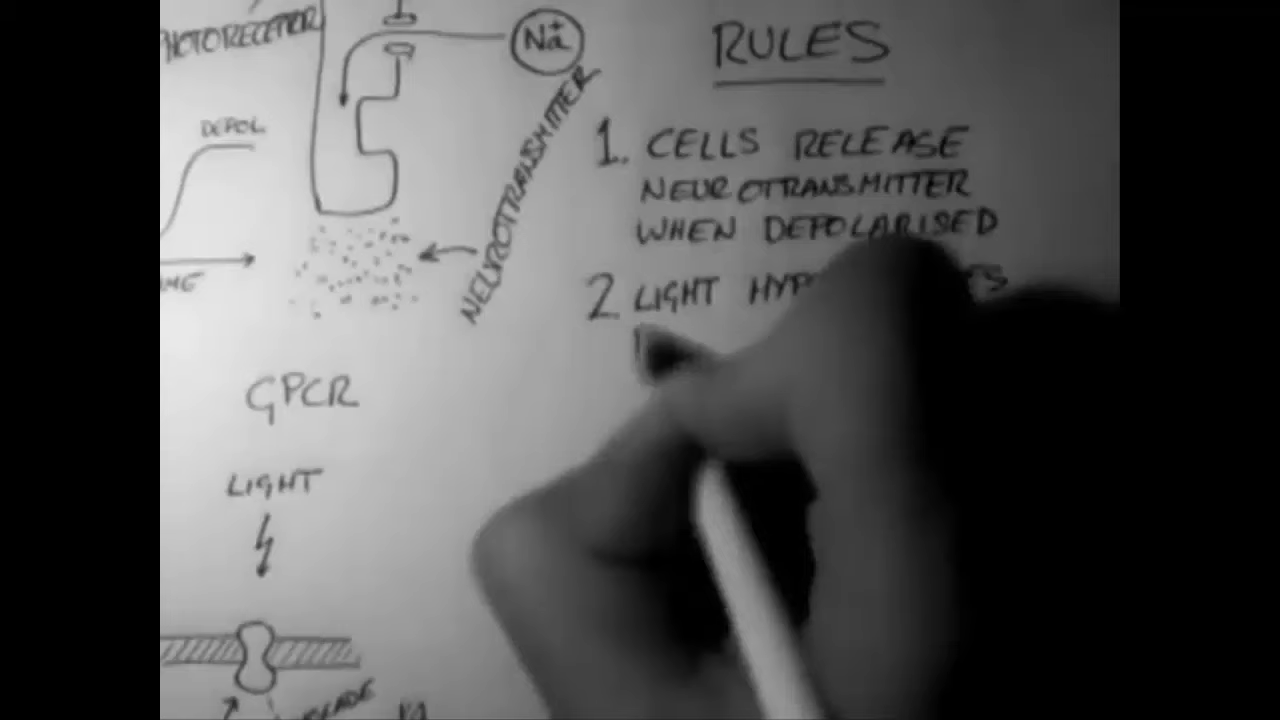 PHOTORECEPTOR
Na+
RULES
DEPOL.
NEUROTRANSMITTER
1. CELLS RELEASE
NEUROTRANSMITTER
WHEN DEPOLARISED
2 LIGHT
GPCR
LIGHT